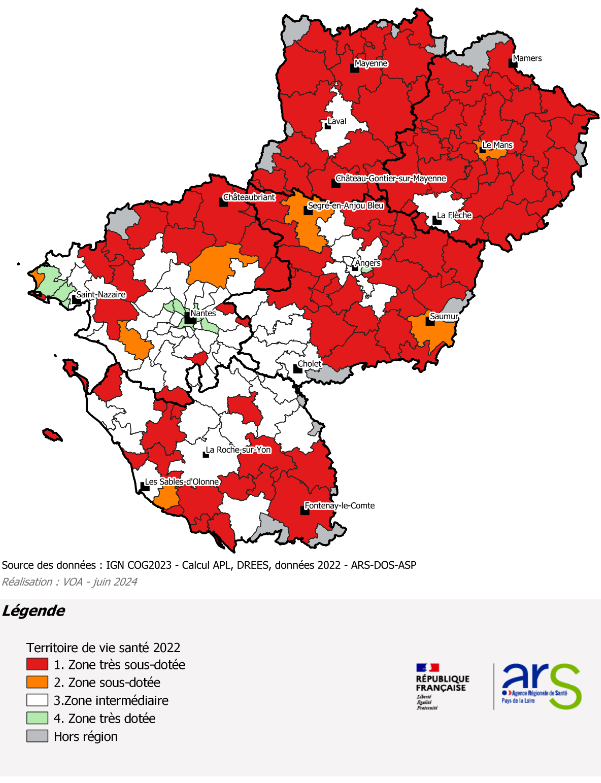 Mayenne
Mamers
Laval
Le Mans
Château-Gontier-sur-Mayenne
Châteaubriant
Segré-en-Anjou Bleu
La Flèche
Angers
Saint-Nazaire
Nantes
Saumur
Cholet
La Roche-sur-Yon
Les Sables-d'Olonne
Fontenay-le-Comte
Source des données : IGN COG2023 - Calcul APL, DREES, données 2022 - ARS-DOS-ASP
Réalisation : VOA - juin 2024
Légende
Territoire de vie santé 2022
1. Zone très sous-dotée
2. Zone sous-dotée
3.Zone intermédiaire
4. Zone très dotée
Hors région
RÉPUBLIQUE
FRANÇAISE
Liberté
Égalité
Fraternité
ars
Agence Régionale de Santé
Pays de la Loire